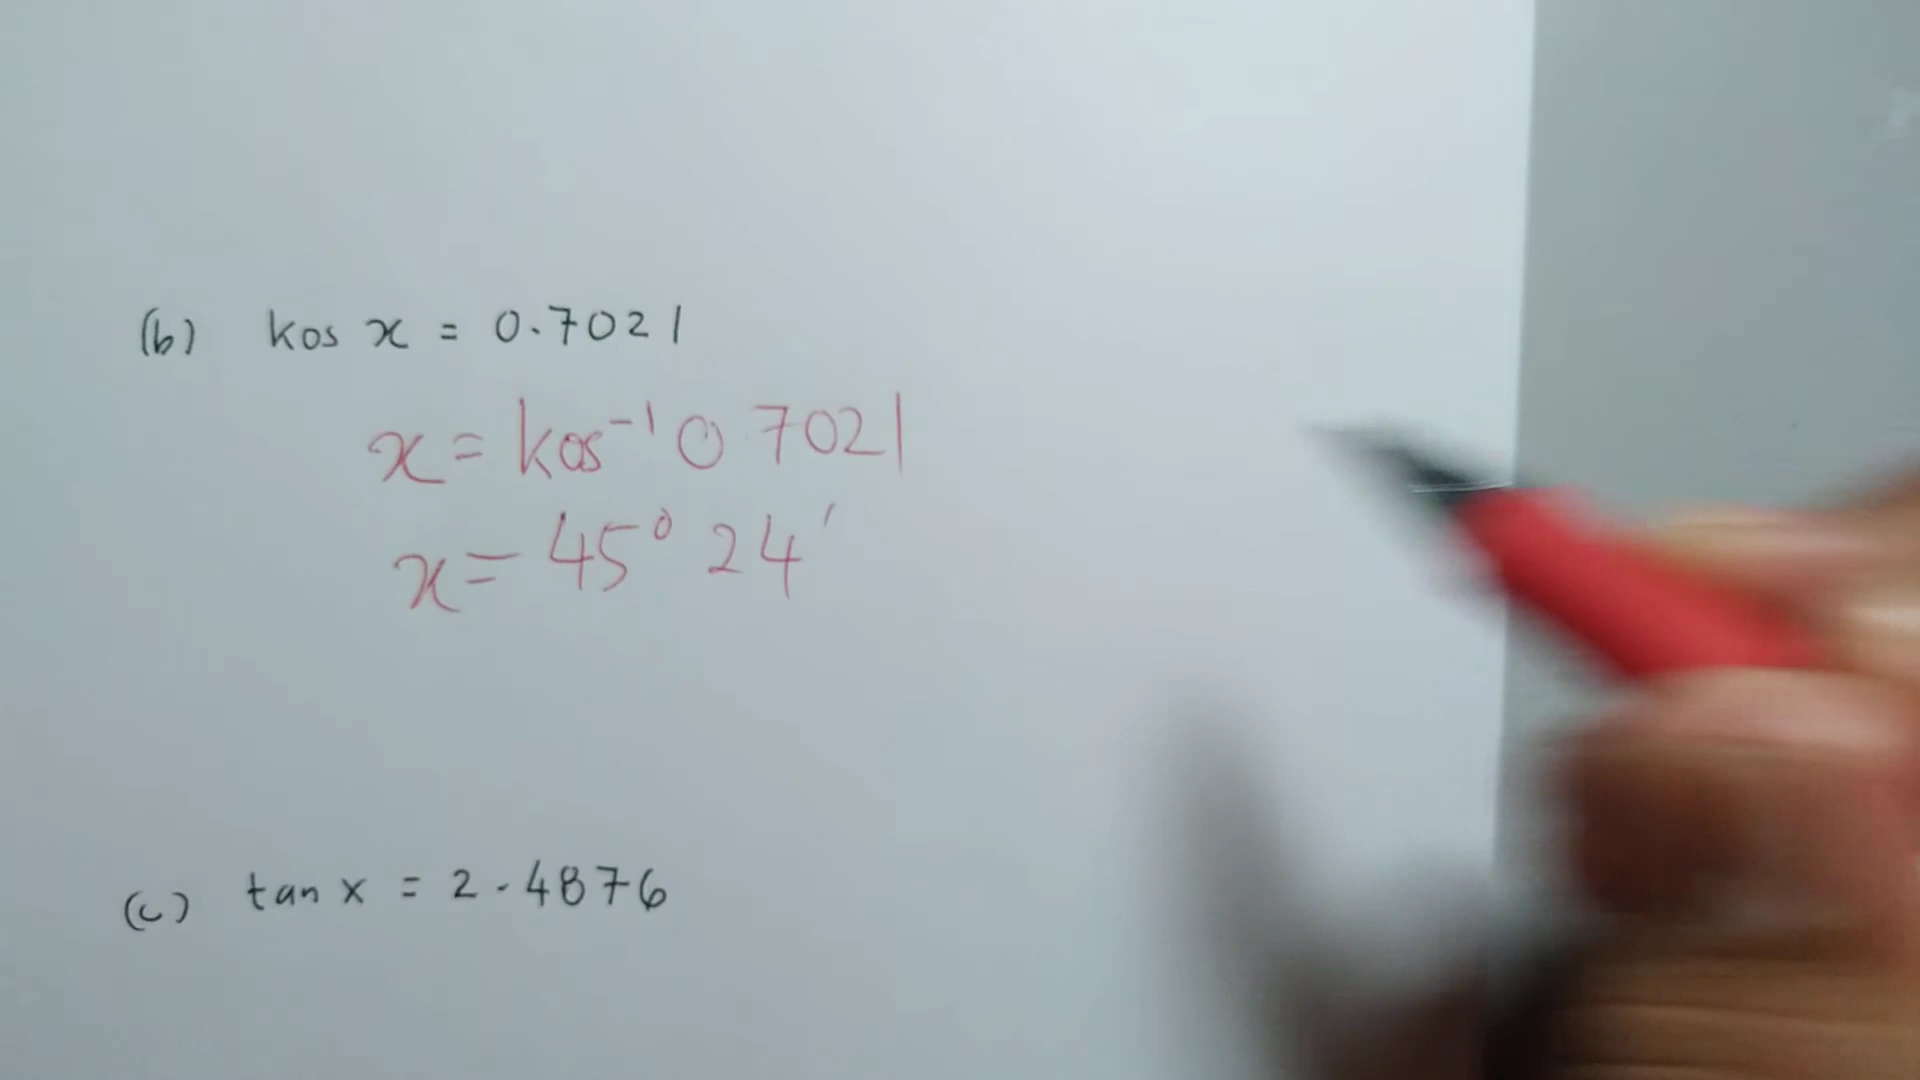 (b) kos x = 0.7021
x = kos⁻¹ 0 7021
x = 45° 24'
(c) tan x = 2.4876